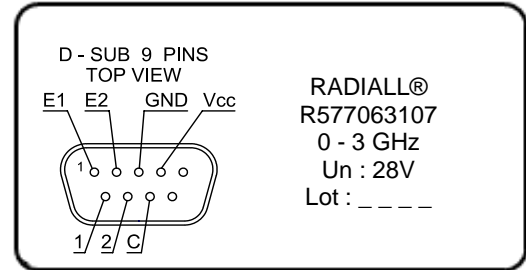 D - SUB 9 PINS
TOP VIEW
E1 E2 GND Vcc
1
1 2 C
RADIALL®
R577063107
0 - 3 GHz
Un : 28V
Lot : _ _ _ _